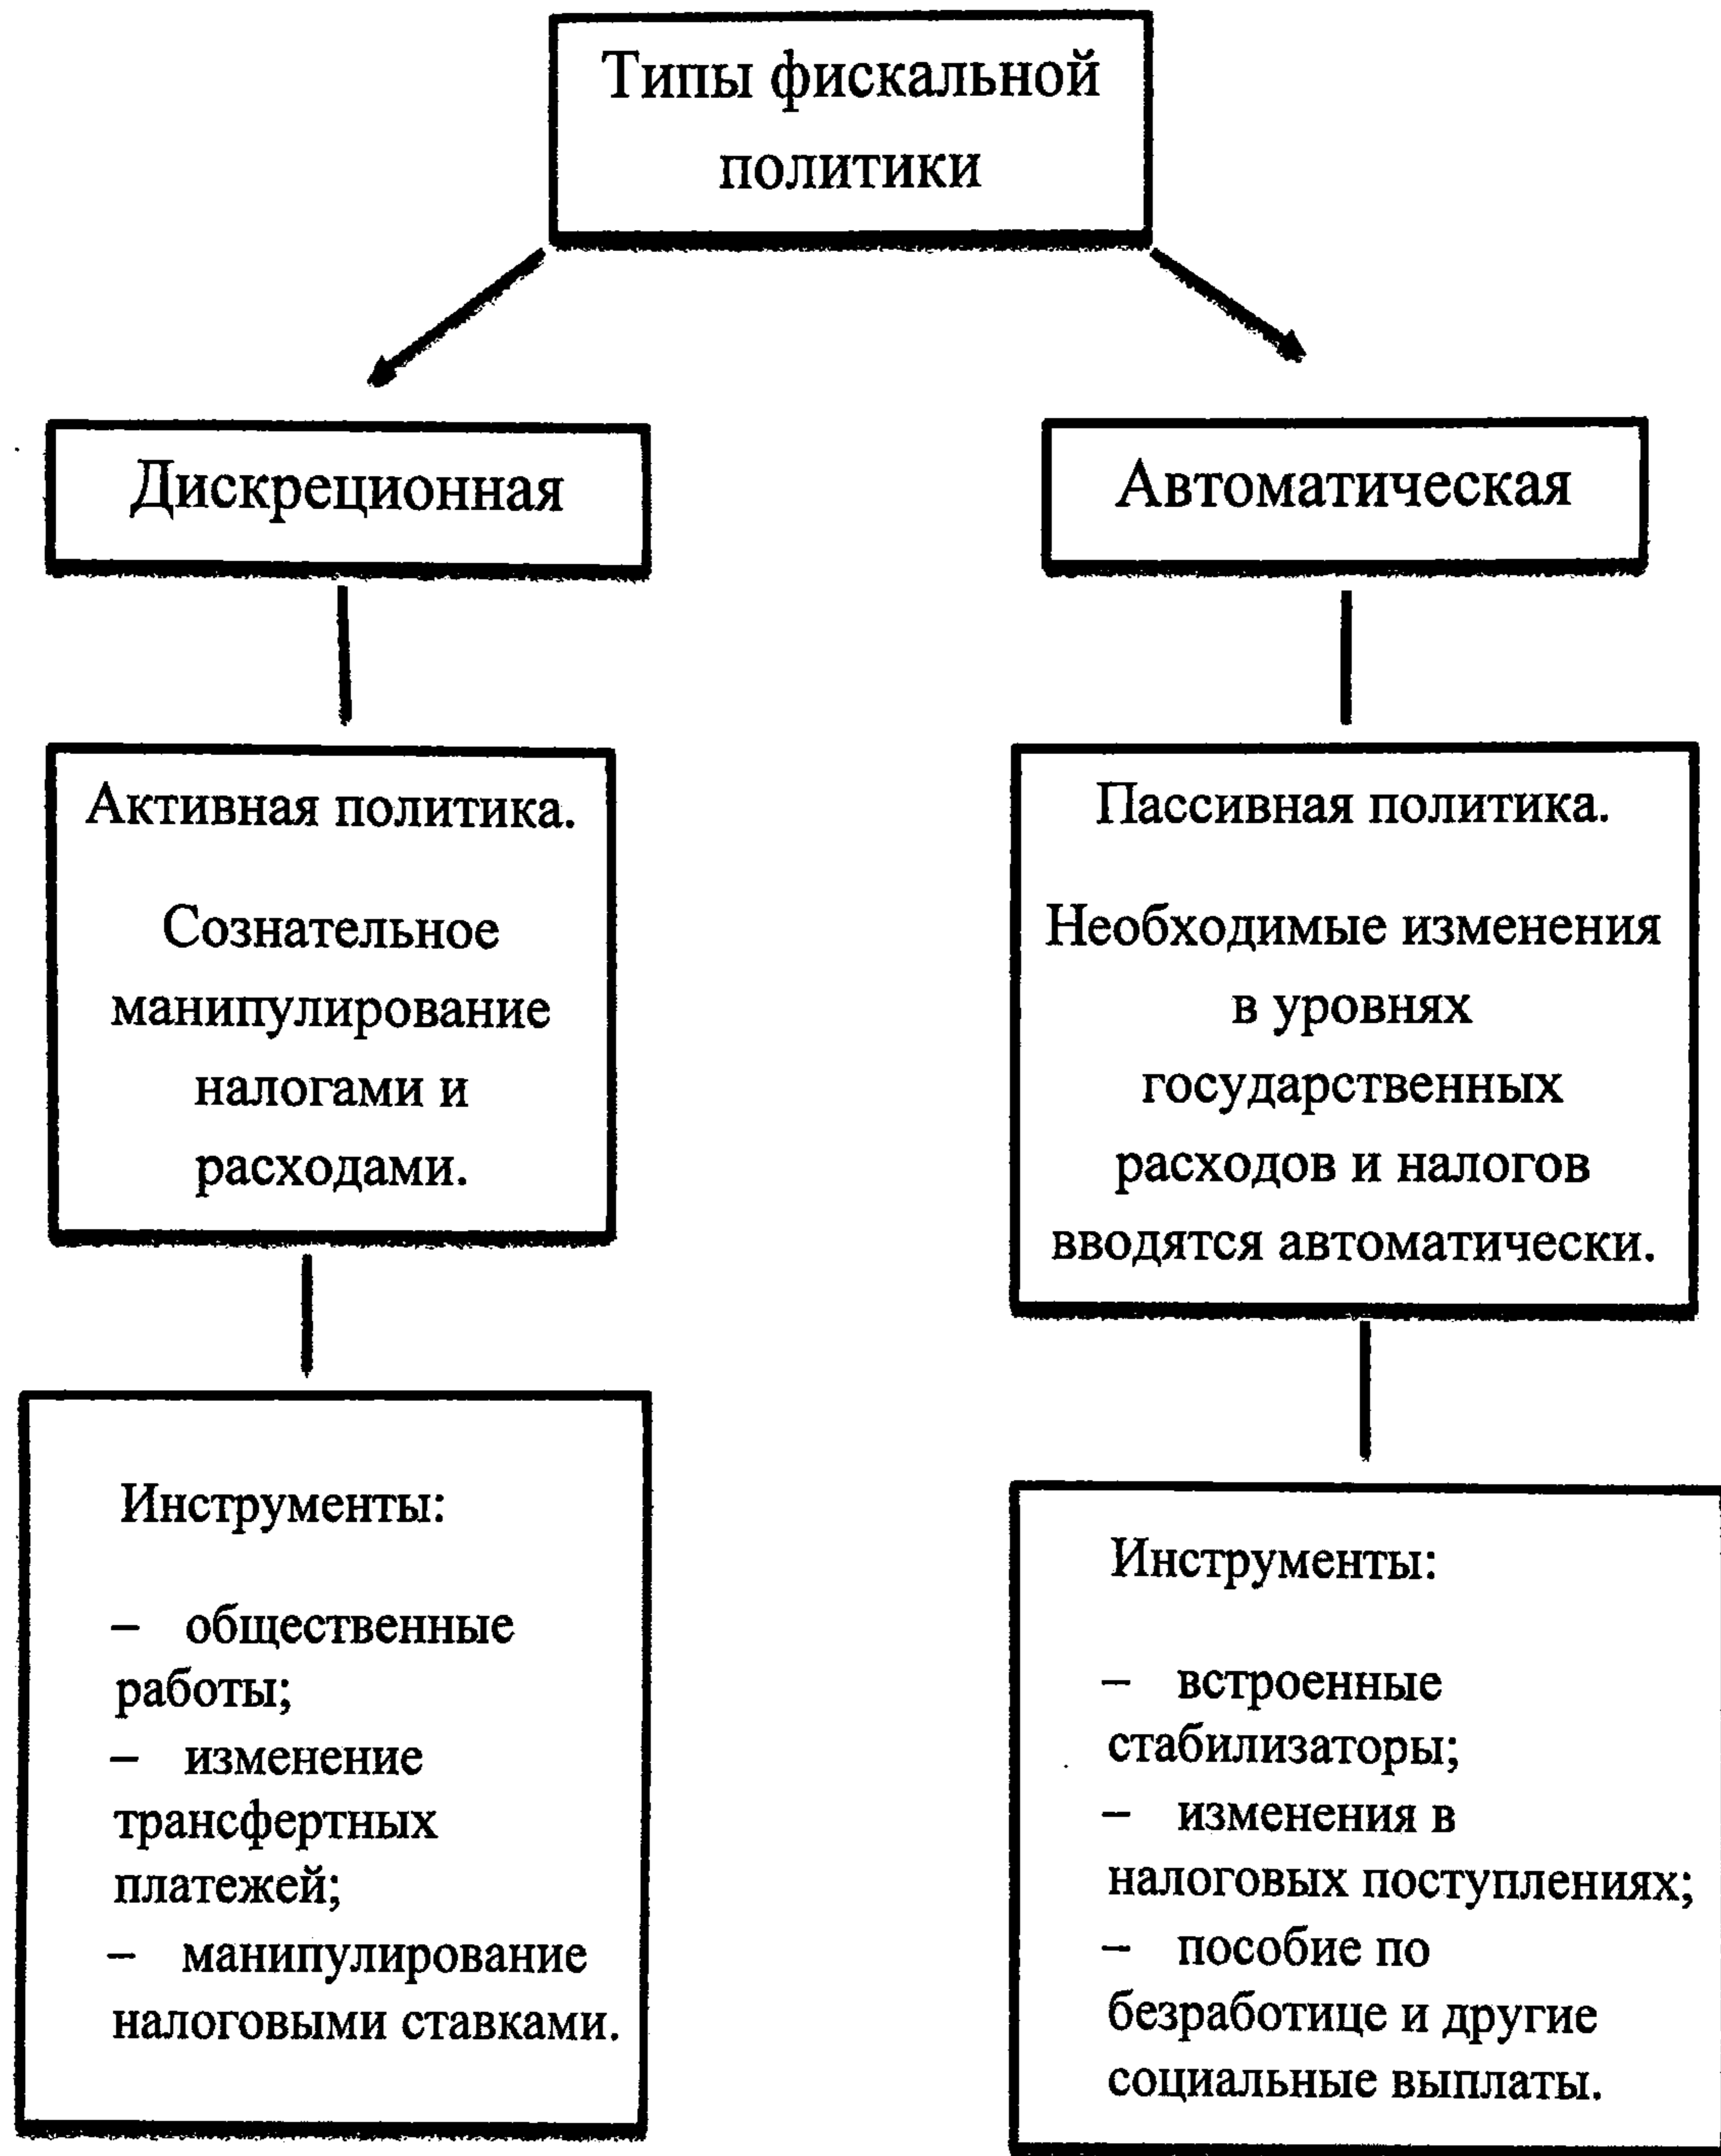 Типы фискальной
политики
Дискреционная
Автоматическая
Активная политика.
Сознательное
манипулирование
налогами и
расходами.
Пассивная политика.
Необходимые изменения
в уровнях
государственных
расходов и налогов
вводятся автоматически.
Инструменты:
– общественные
работы;
– изменение
трансфертных
платежей;
– манипулирование
налоговыми ставками.
Инструменты:
– встроенные
стабилизаторы;
– изменения в
налоговых поступлениях;
– пособие по
безработице и другие
социальные выплаты.